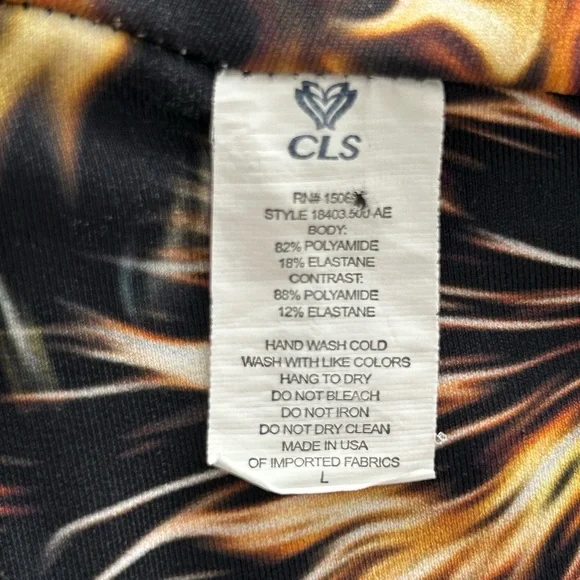 CLS
RN#
STYLE 18403.500-AE
BODY:
82% POLYAMIDE
18% ELASTANE
CONTRAST:
88% POLYAMIDE
12% ELASTANE
HAND WASH COLD
WASH WITH LIKE COLORS
HANG TO DRY
DO NOT BLEACH
DO NOT IRON
DO NOT DRY CLEAN
MADE IN USA
OF IMPORTED FABRICS
L